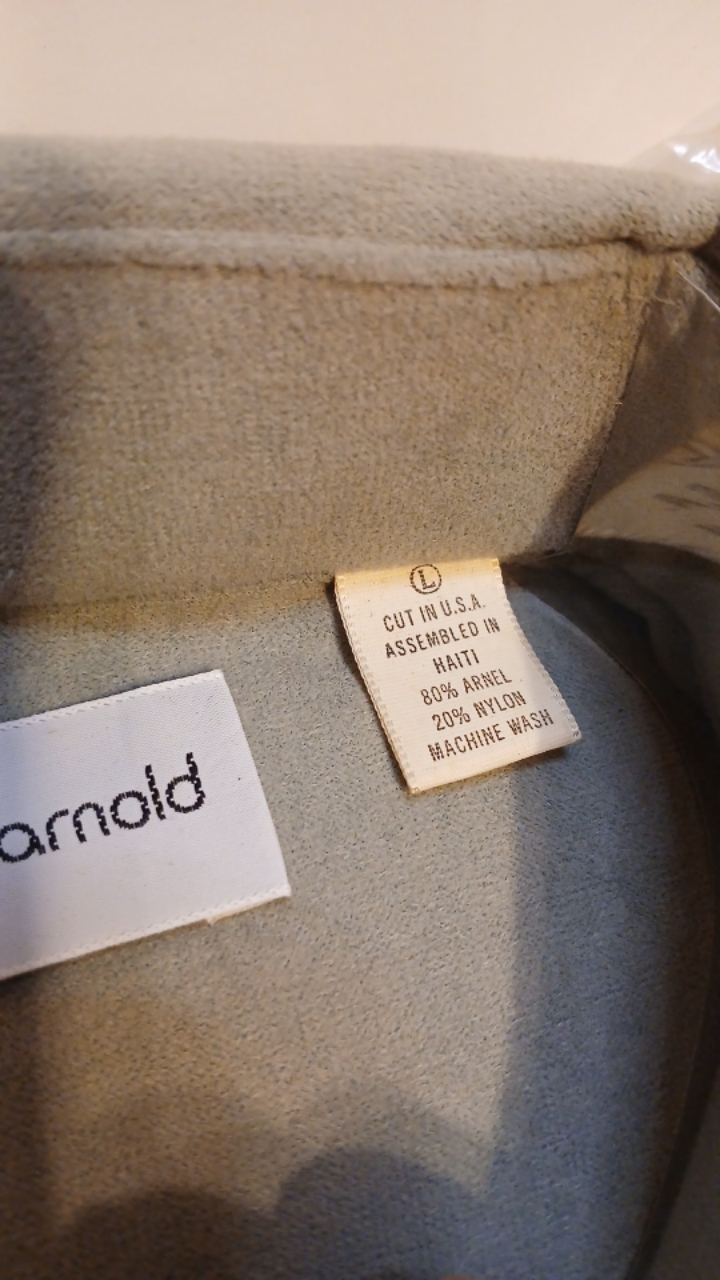 Ⓛ
CUT IN U.S.A.
ASSEMBLED IN
HAITI
80% ARNEL
20% NYLON
MACHINE WASH
arnold